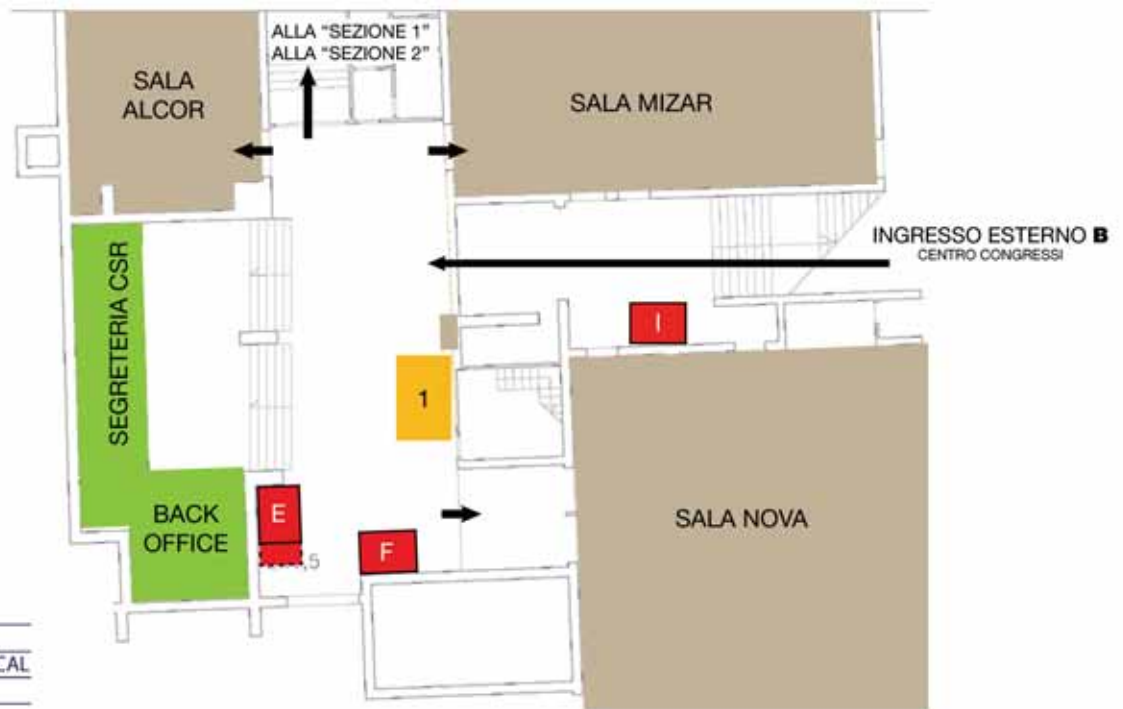 ALLA "SEZIONE 1"
ALLA "SEZIONE 2"
SALA
ALCOR
SALA MIZAR
INGRESSO ESTERNO B
CENTRO CONGRESSI
SEGRETERIA CSR
I
1
E
BACK
OFFICE
SALA NOVA
F
,5
CAL